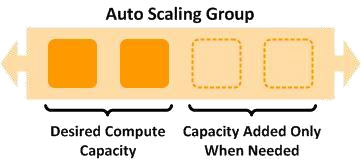 Auto Scaling Group
Desired Compute
Capacity
Capacity Added Only
When Needed